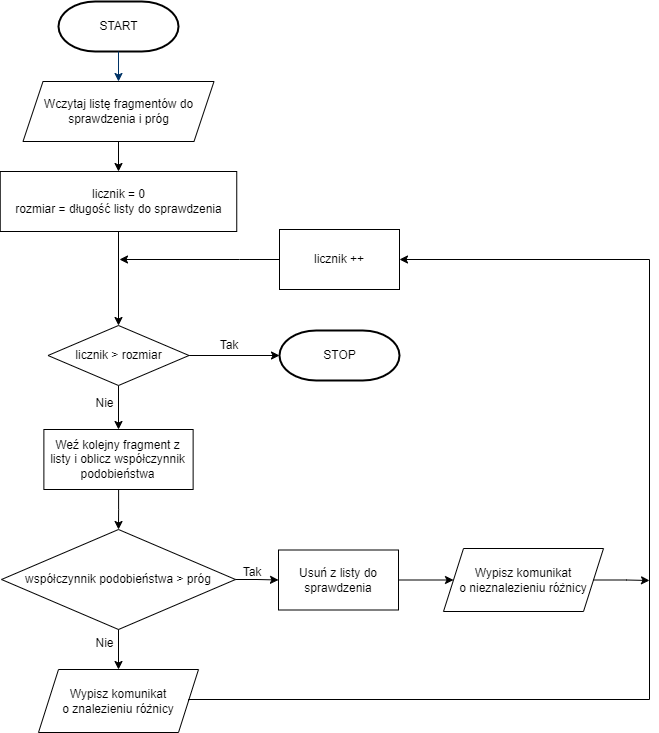 START
Wczytaj listę fragmentów do
sprawdzenia i próg
licznik = 0
rozmiar = długość listy do sprawdzenia
licznik ++
licznik > rozmiar
Tak
STOP
Nie
Weź kolejny fragment z
listy i oblicz współczynnik
podobieństwa
współczynnik podobieństwa > próg
Tak
Usuń z listy do
sprawdzenia
Wypisz komunikat
o nieznalezieniu różnicy
Nie
Wypisz komunikat
o znalezieniu różnicy